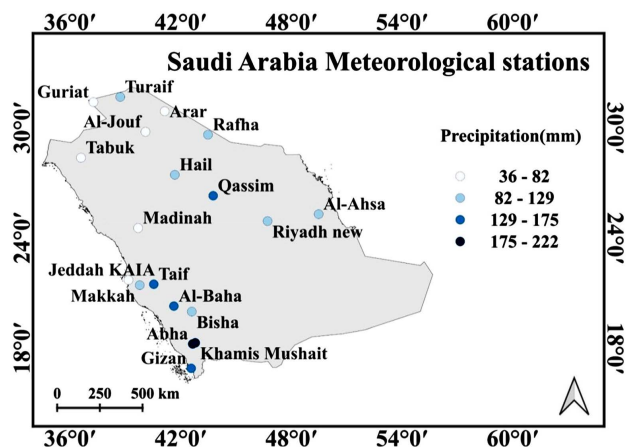 36°0′ 42°0′ 48°0′ 54°0′ 60°0′
Saudi Arabia Meteorological stations
Guriat
Turaif
Al-Jouf
Arar
Rafha
Tabuk
Hail
Qassim
Al-Ahsa
Madinah
Riyadh new
Jeddah KAIA
Taif
Makkah
Al-Baha
Bisha
Abha
Khamis Mushait
Gizan
Precipitation(mm)
36 - 82
82 - 129
129 - 175
175 - 222
30°0′
24°0′
18°0′
30°0′
24°0′
18°0′
0 250 500 km
36°0′ 42°0′ 48°0′ 54°0′ 60°0′